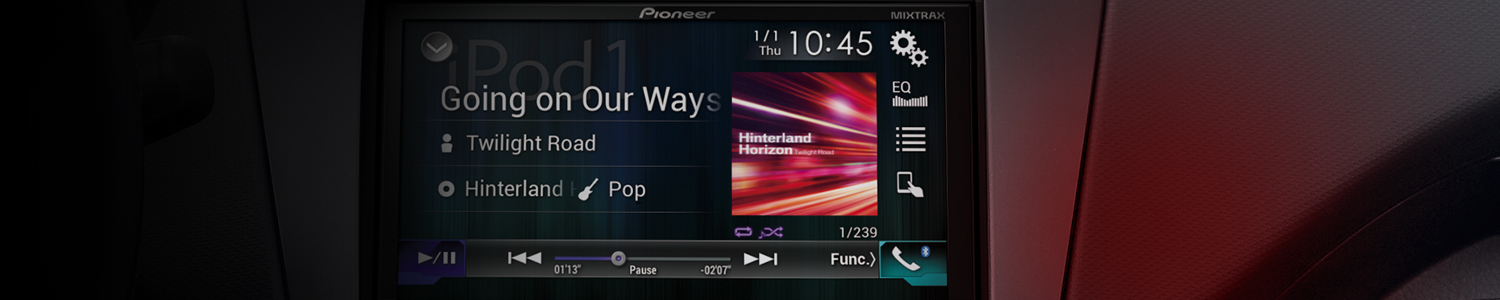 Pioneer
MIXTRAX
iPod1
1/1
Thu
10:45
Going on Our Ways
EQ
Twilight Road
Hinterland
Horizon Twilight Road
Hinterland H
Pop
1/239
01'13"
Pause
-02'07"
Func.